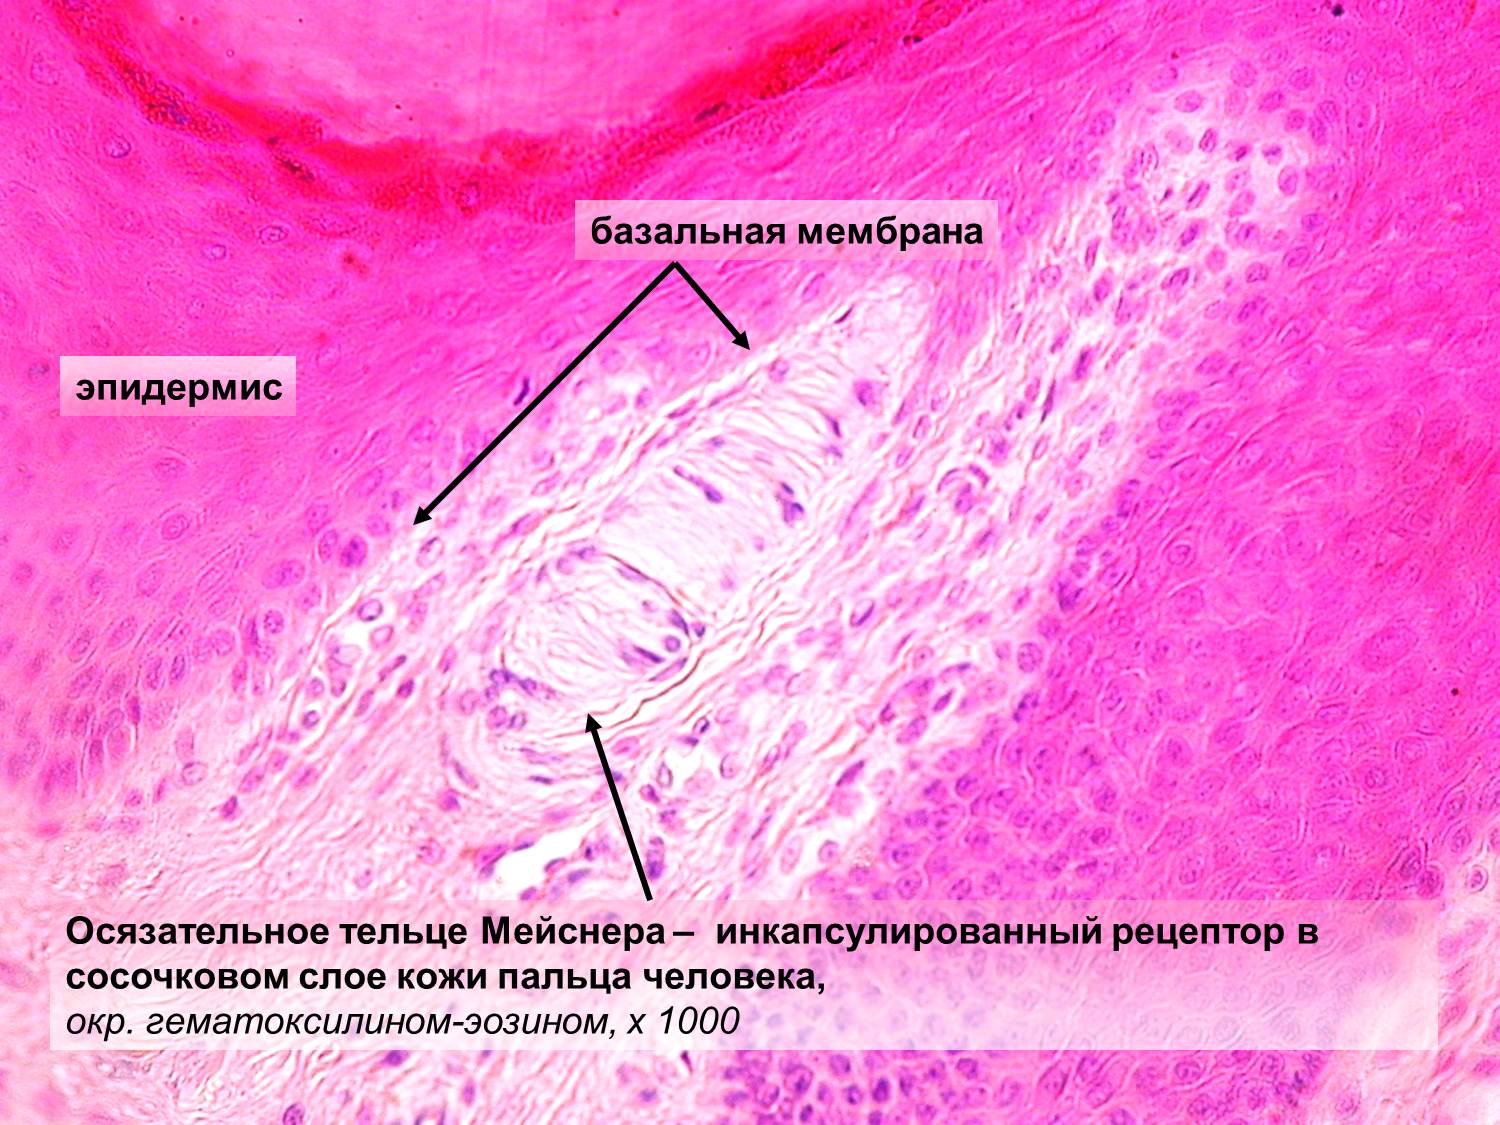 базальная мембрана
эпидермис
Осязательное тельце Мейснера – инкапсулированный рецептор в
сосочковом слое кожи пальца человека,
окр. гематоксилином-эозином, х 1000